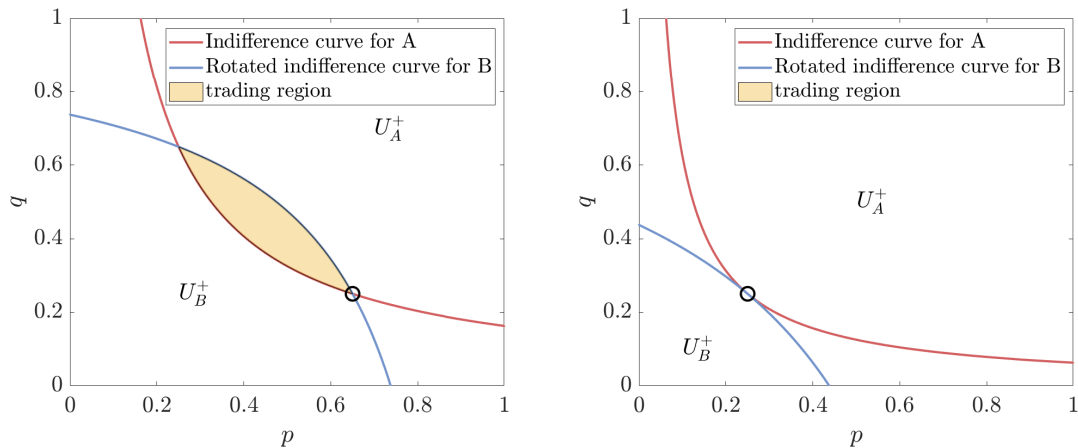 1
0.8
0.6
0.4
0.2
0
q
0
0.2
0.4
0.6
0.8
1
p
Indifference curve for A
Rotated indifference curve for B
trading region
U_A^+
U_B^+
1
0.8
0.6
0.4
0.2
0
q
0
0.2
0.4
0.6
0.8
1
p
Indifference curve for A
Rotated indifference curve for B
trading region
U_A^+
U_B^+